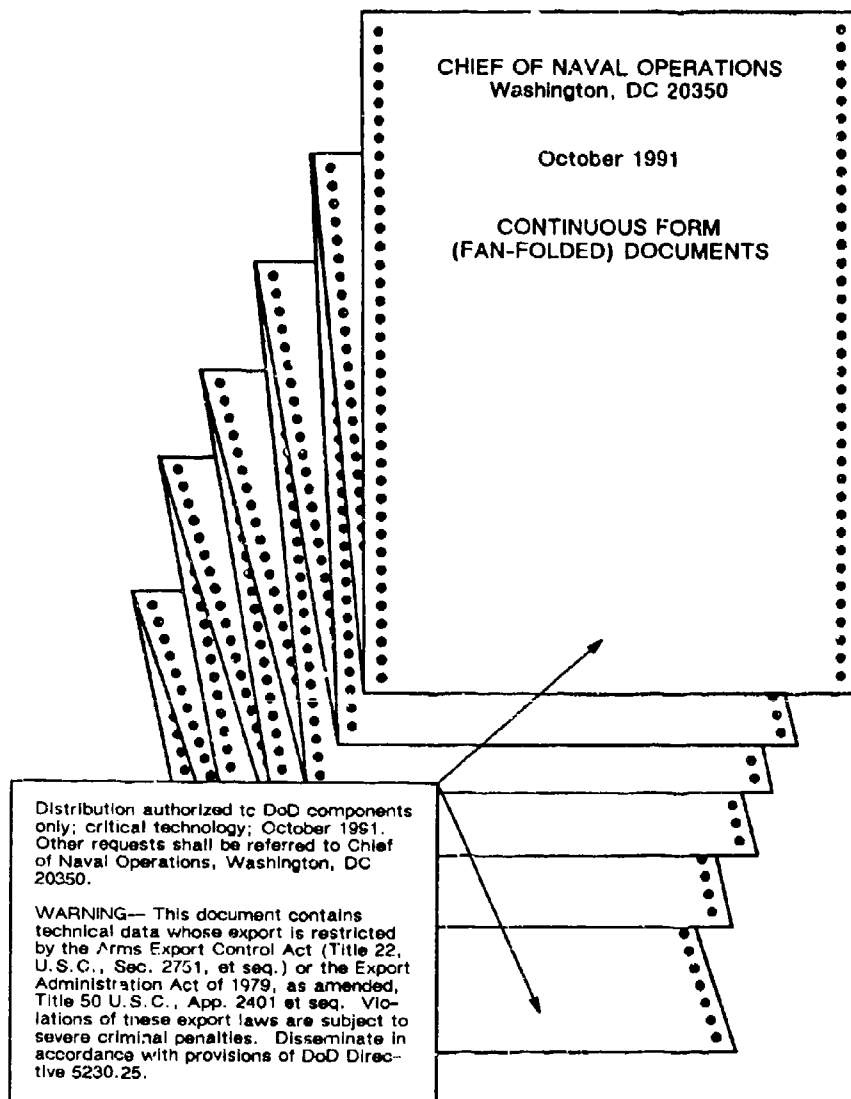 CHIEF OF NAVAL OPERATIONS
Washington, DC 20350
October 1991
CONTINUOUS FORM
(FAN-FOLDED) DOCUMENTS
Distribution authorized to DoD components
only; critical technology; October 1991.
Other requests shall be referred to Chief
of Naval Operations, Washington, DC
20350.
WARNING— This document contains
technical data whose export is restricted
by the Arms Export Control Act (Title 22,
U.S.C., Sec. 2751, et seq.) or the Export
Administration Act of 1979, as amended,
Title 50 U.S.C., App. 2401 et seq. Vio-
lations of these export laws are subject to
severe criminal penalties. Disseminate in
accordance with provisions of DoD Direc-
tive 5230.25.